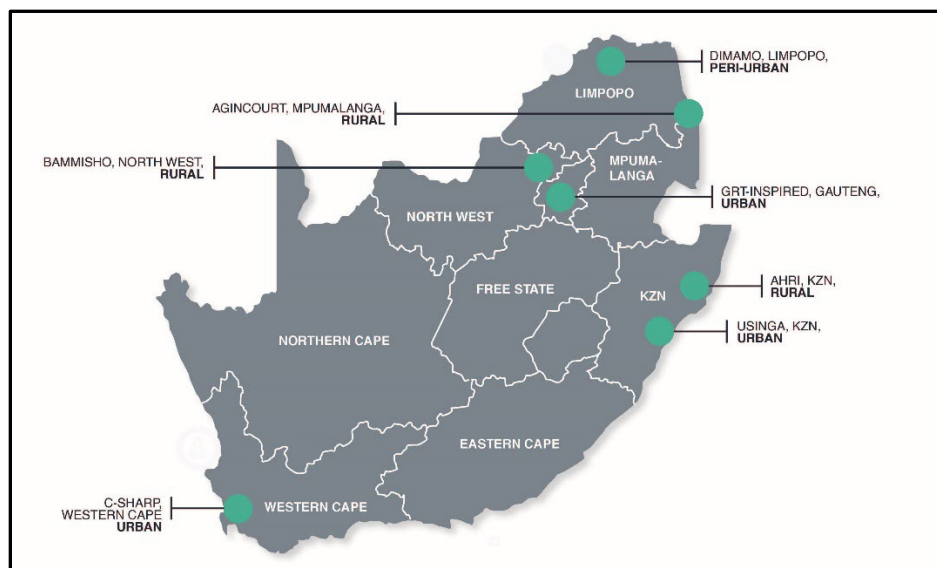 DIMAMO, LIMPOPO,
PERI-URBAN
LIMPOPO
AGINCOURT, MPUMALANGA,
RURAL
BAMMISHO, NORTH WEST,
RURAL
MPUMA-
LANGA
GRT-INSPIRED, GAUTENG,
URBAN
NORTH WEST
FREE STATE
KZN
AHRI, KZN,
RURAL
USINGA, KZN,
URBAN
NORTHERN CAPE
EASTERN CAPE
C-SHARP,
WESTERN CAPE
URBAN
WESTERN CAPE